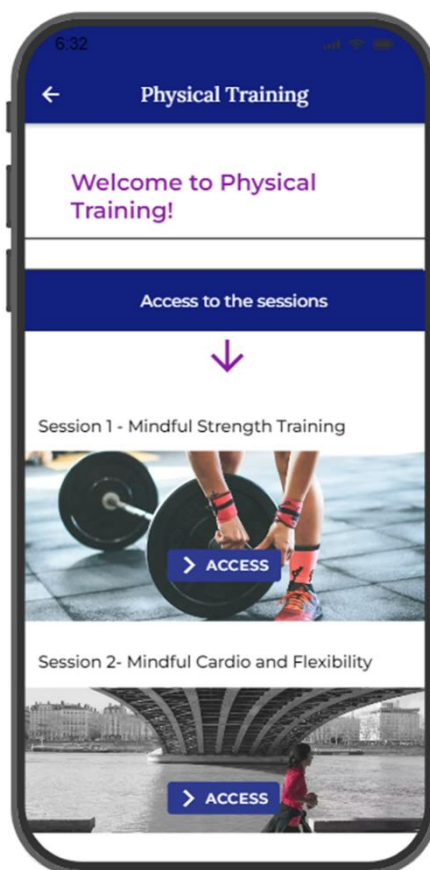 6:32
Physical Training
Welcome to Physical
Training!
Access to the sessions
Session 1 - Mindful Strength Training
ACCESS
Session 2- Mindful Cardio and Flexibility
ACCESS